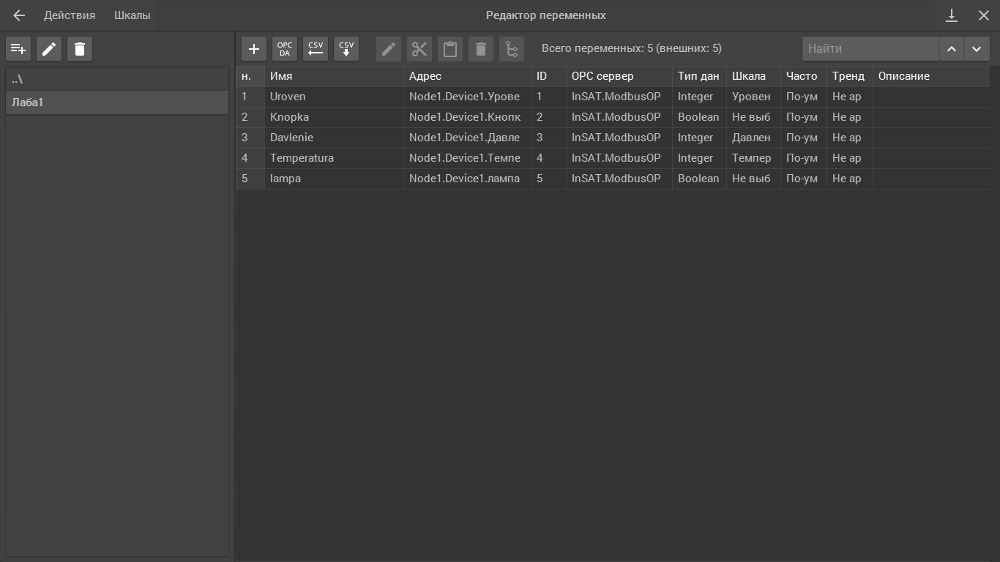 Действия Шкалы Редактор переменных
OPC DA CSV CSV Всего переменных: 5 (внешних: 5) Найти
..\
Лаба1
н. Имя Адрес ID OPC сервер Тип дан Шкала Часто Тренд Описание
1 Uroven Node1.Device1.Урове 1 InSAT.ModbusOP Integer Уровен По-ум Не ар
2 Knopka Node1.Device1.Кнопк 2 InSAT.ModbusOP Boolean Не выб По-ум Не ар
3 Davlenie Node1.Device1.Давле 3 InSAT.ModbusOP Integer Давлен По-ум Не ар
4 Temperatura Node1.Device1.Темпе 4 InSAT.ModbusOP Integer Темпер По-ум Не ар
5 lampa Node1.Device1.лампа 5 InSAT.ModbusOP Boolean Не выб По-ум Не ар